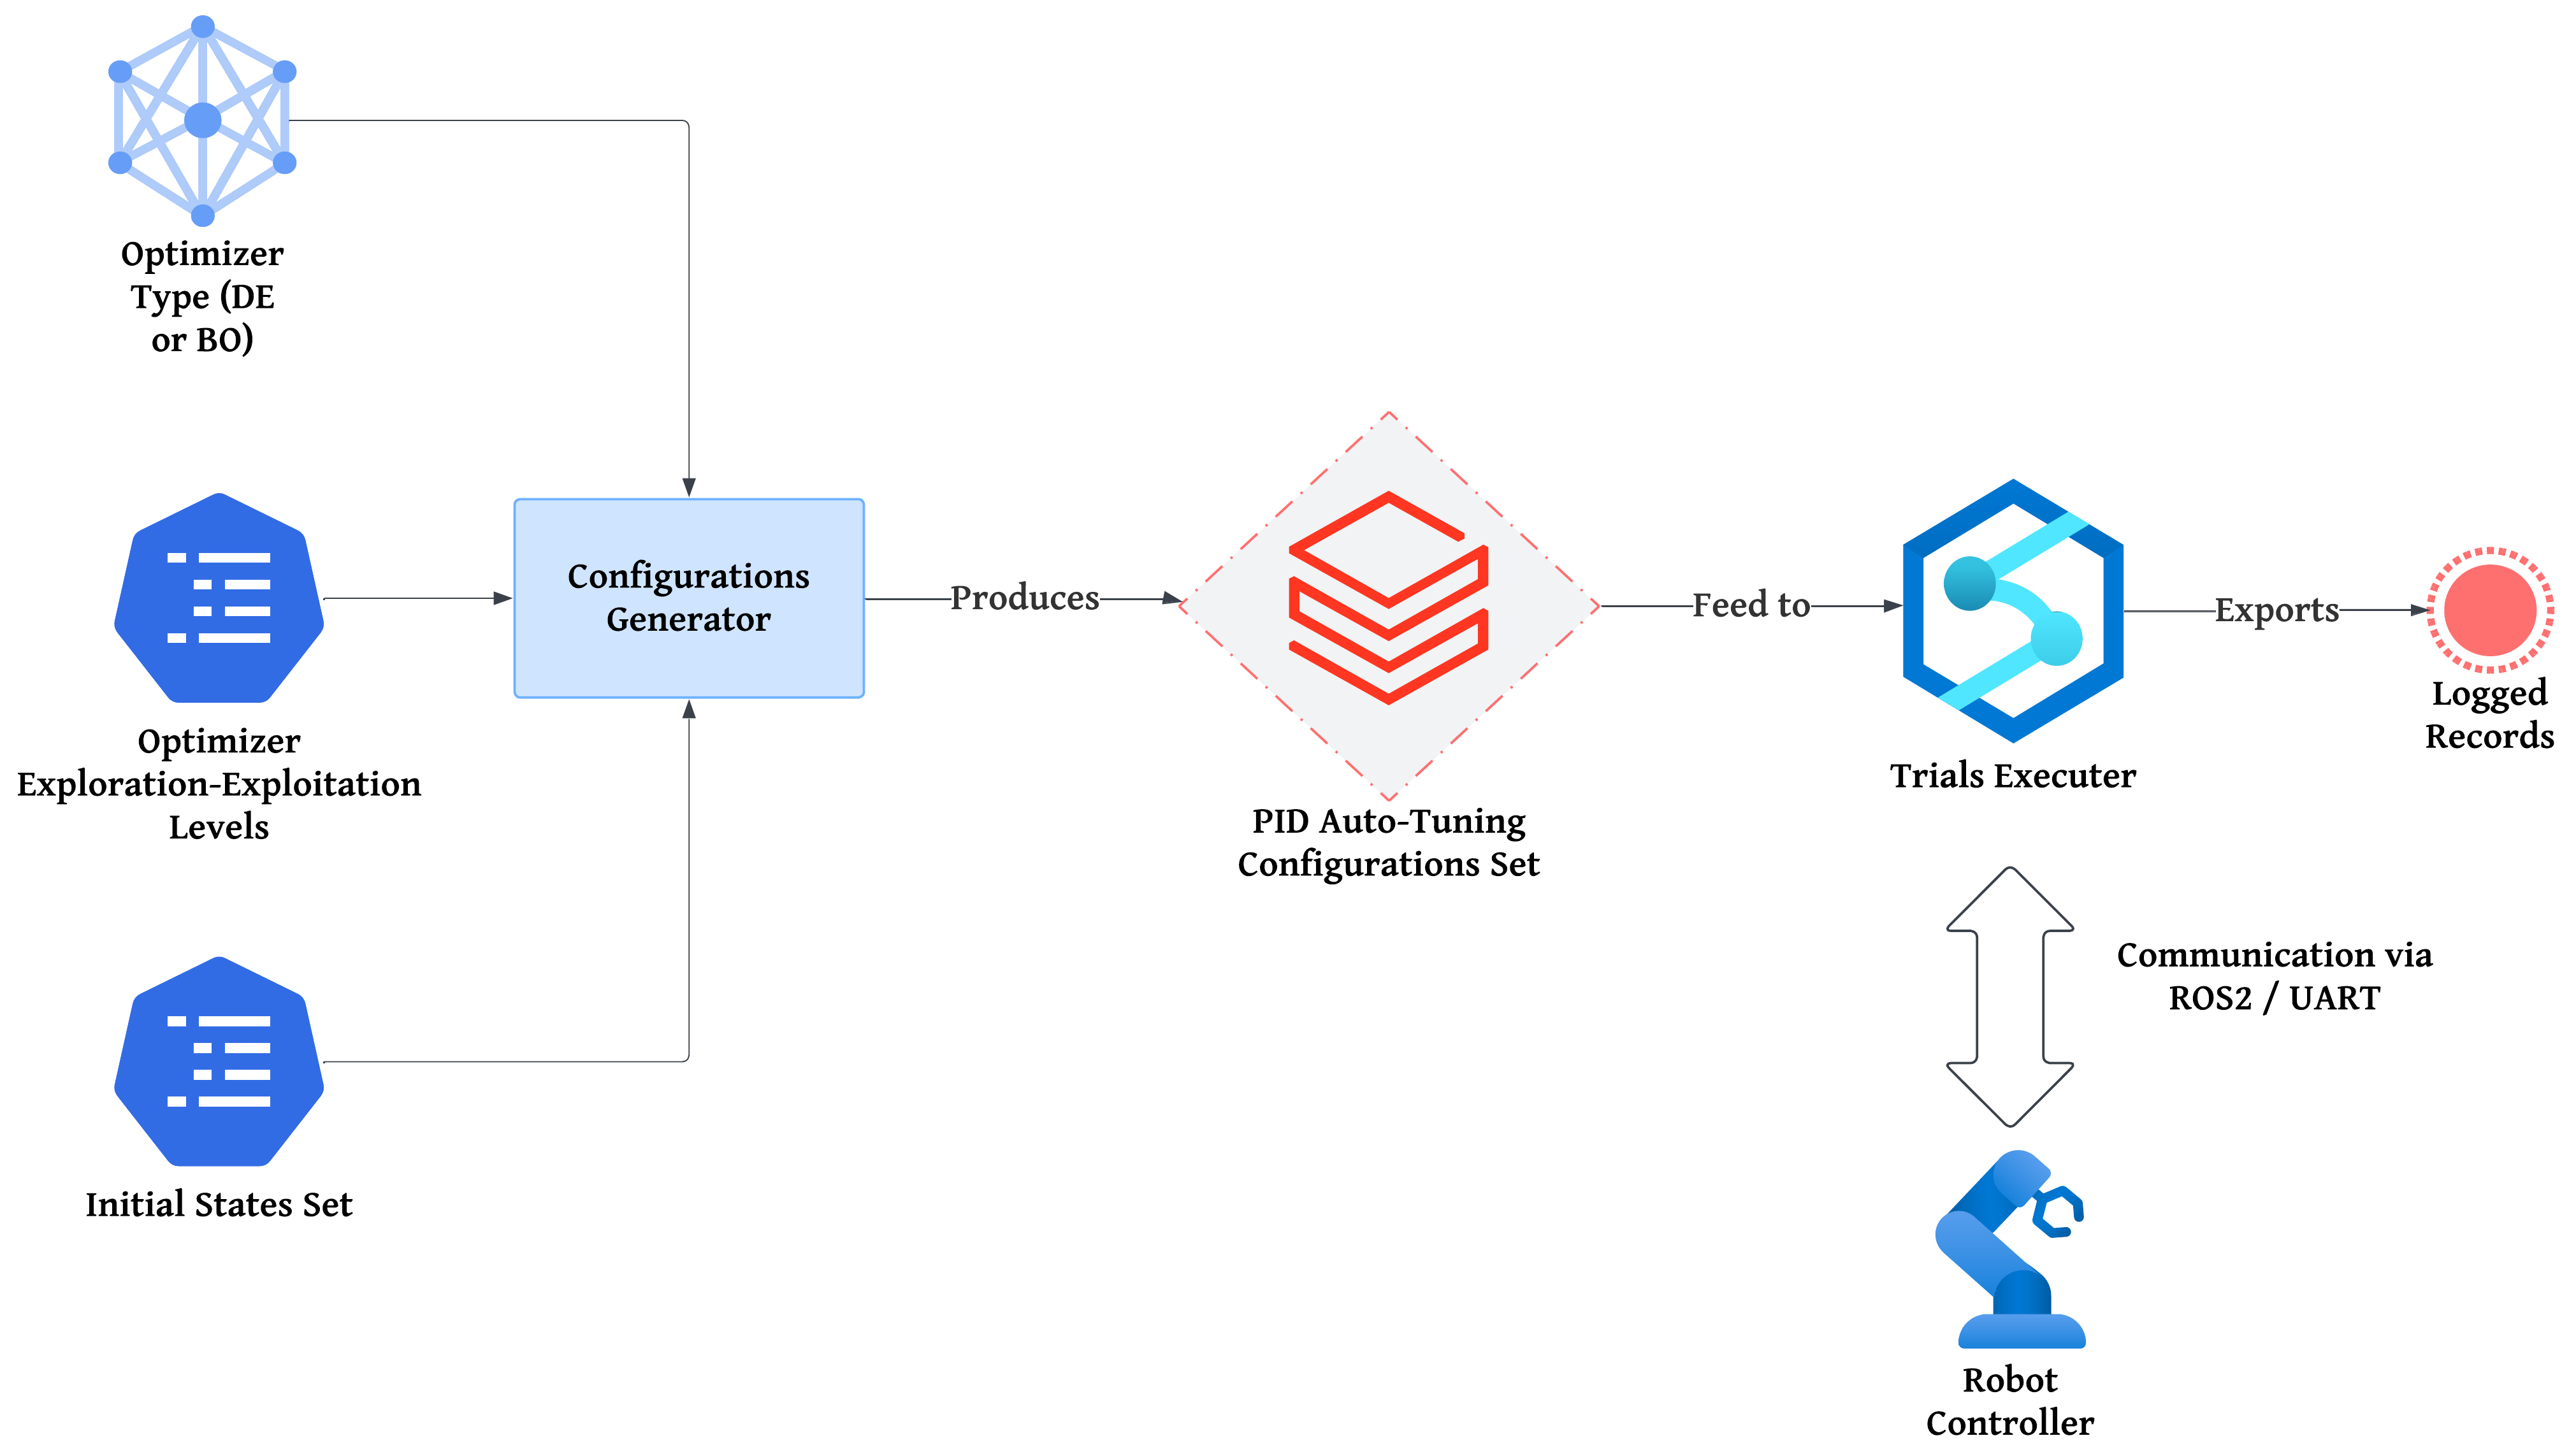 Optimizer
Type (DE
or BO)
Optimizer
Exploration-Exploitation
Levels
Initial States Set
Configurations
Generator
Produces
PID Auto-Tuning
Configurations Set
Feed to
Trials Executer
Exports
Logged
Records
Communication via
ROS2 / UART
Robot
Controller